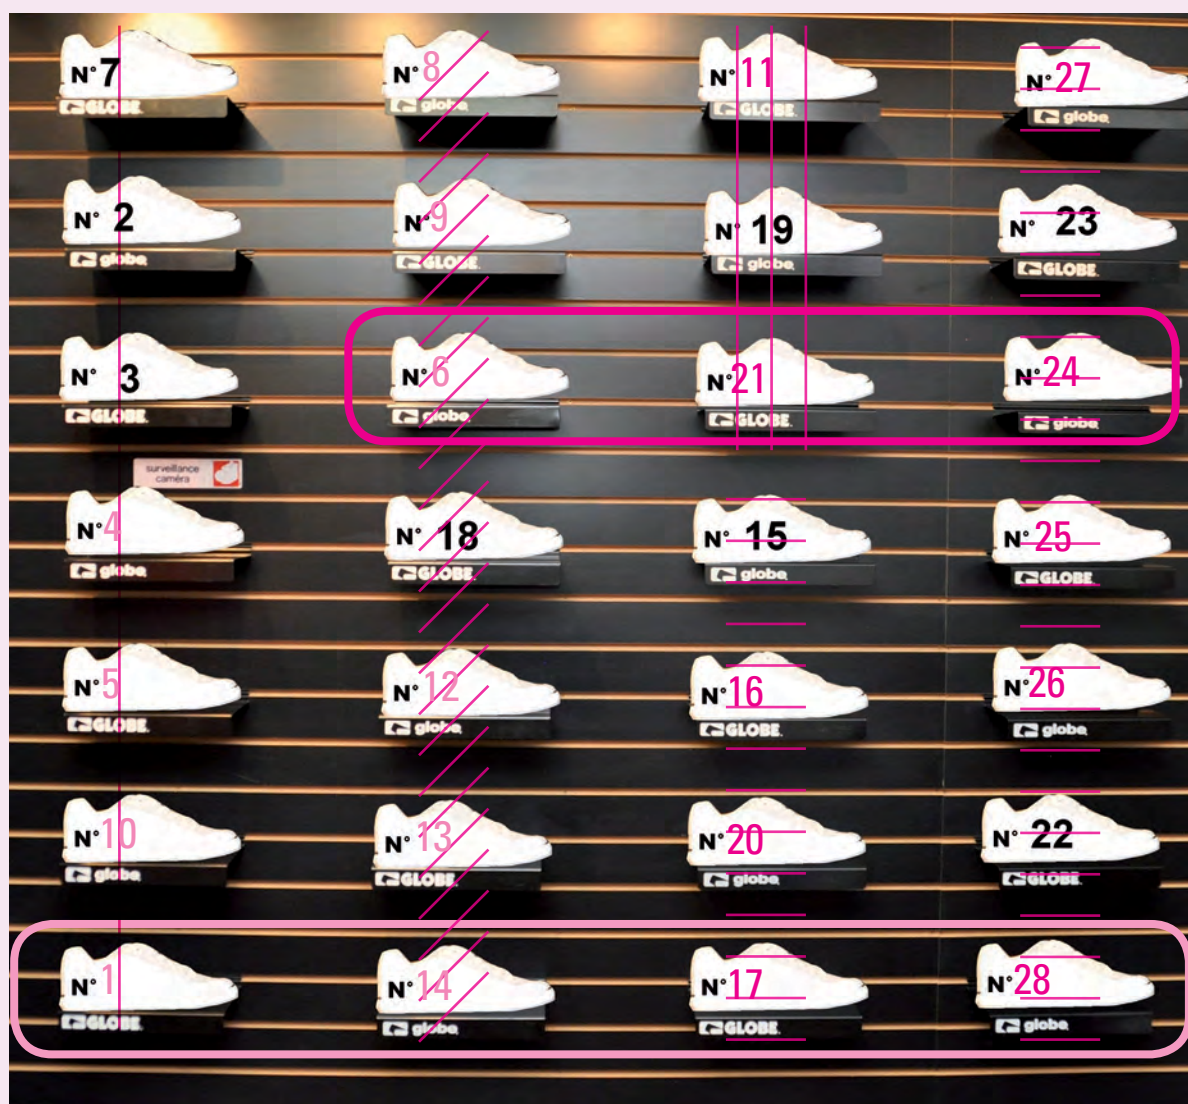 N° 7
N° 8
N° 11
N° 27
GLOBE
globe
GLOBE
globe
N° 2
N° 9
N° 19
N° 23
globe
GLOBE
globe
GLOBE
N° 3
N° 6
N° 21
N° 24
GLOBE
globe
GLOBE
globe
surveillance
caméra
N° 4
N° 18
N° 15
N° 25
globe
GLOBE
globe
GLOBE
N° 5
N° 12
N° 16
N° 26
GLOBE
globe
GLOBE
globe
N° 10
N° 13
N° 20
N° 22
globe
GLOBE
globe
GLOBE
N° 1
N° 14
N° 17
N° 28
GLOBE
globe
GLOBE
globe